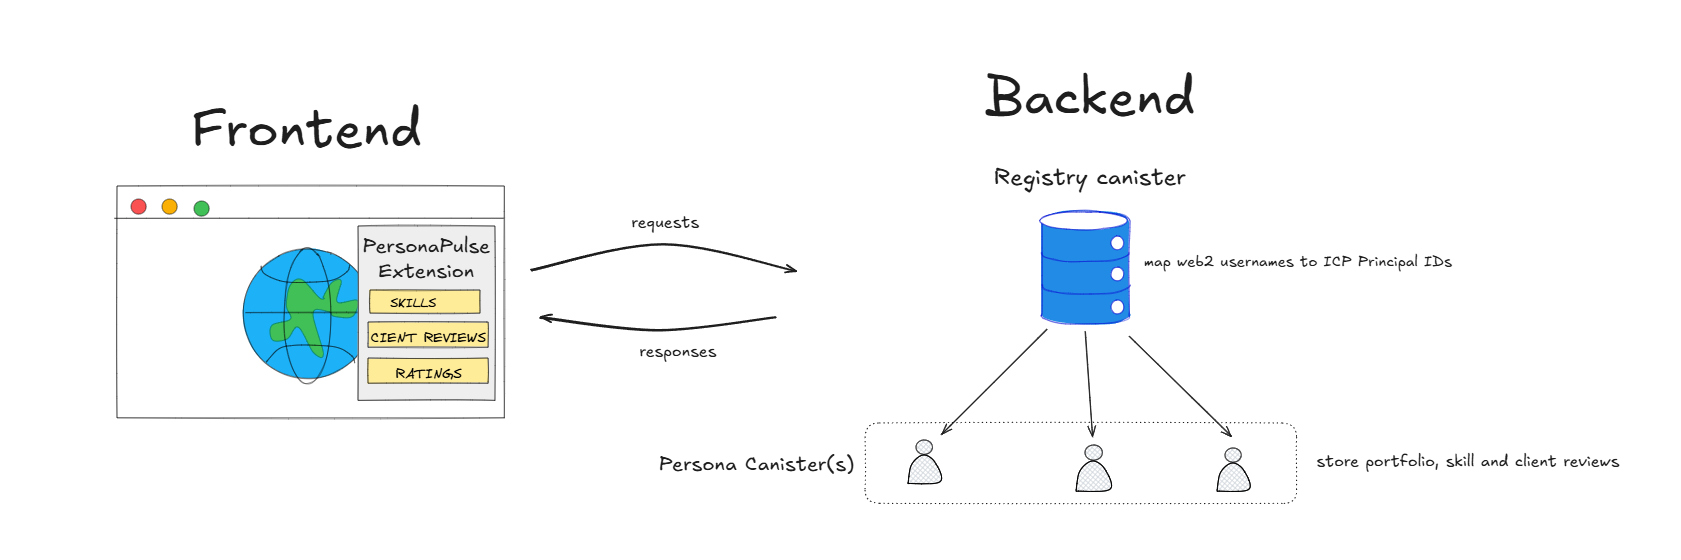 Frontend
Backend
PersonaPulse
Extension
SKILLS
CIENT REVIEWS
RATINGS
requests
responses
Registry canister
map web2 usernames to ICP Principal IDs
Persona Canister(s)
store portfolio, skill and client reviews